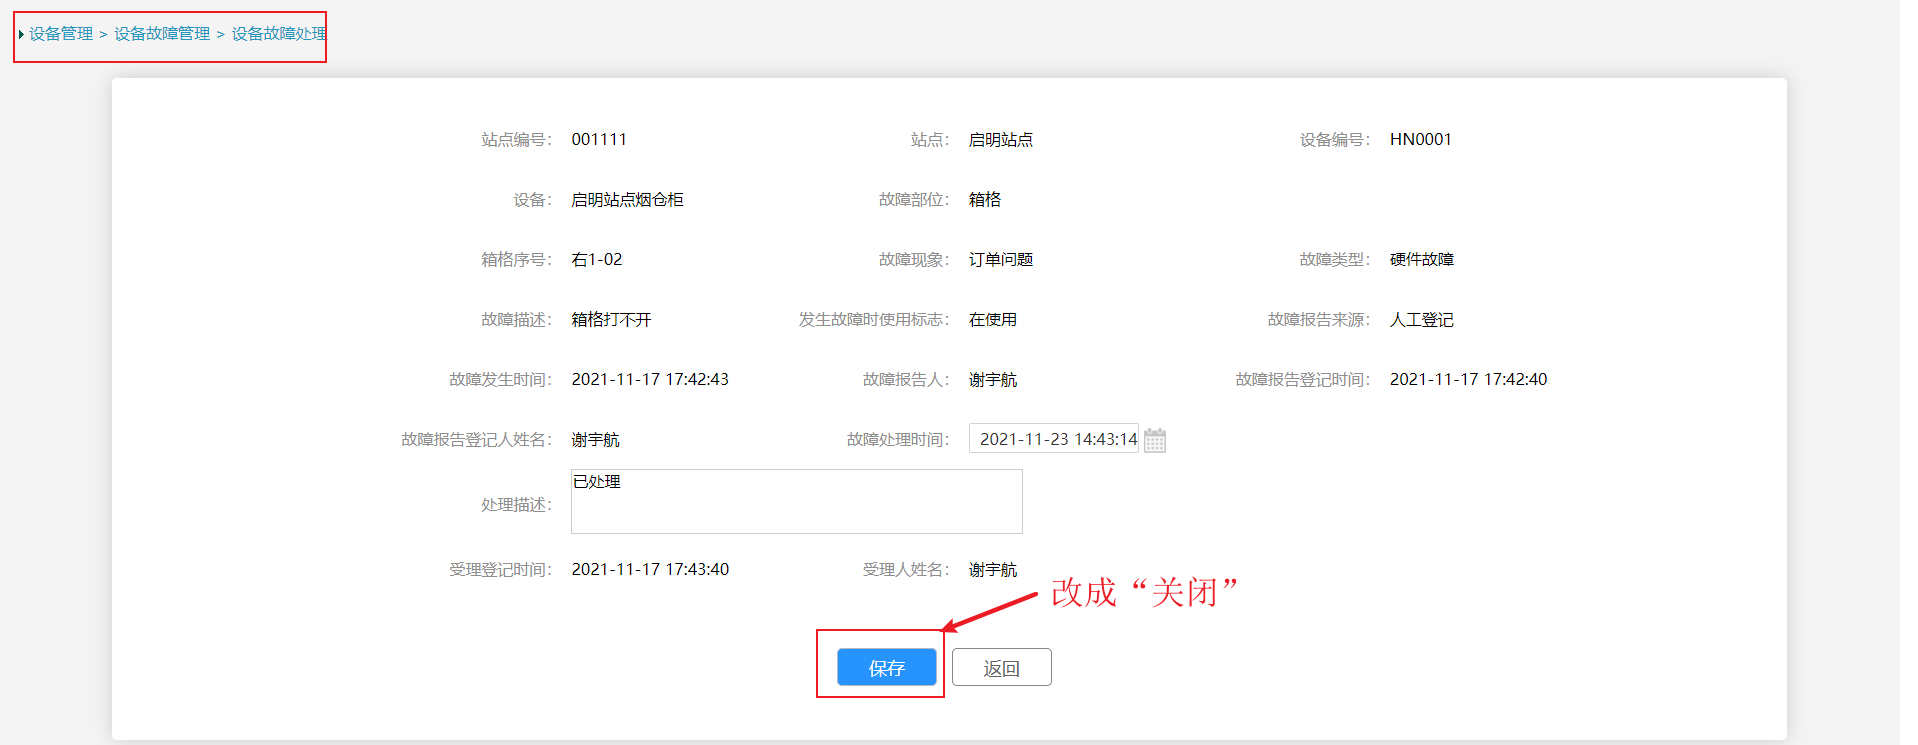 设备管理 > 设备故障管理 > 设备故障处理
站点编号： 001111 站点： 启明站点 设备编号： HN0001
设备： 启明站点烟仓柜 故障部位： 箱格
箱格序号： 右1-02 故障现象： 订单问题 故障类型： 硬件故障
故障描述： 箱格打不开 发生故障时使用标志： 在使用 故障报告来源： 人工登记
故障发生时间： 2021-11-17 17:42:43 故障报告人： 谢宇航 故障报告登记时间： 2021-11-17 17:42:40
故障报告登记人姓名： 谢宇航 故障处理时间： 2021-11-23 14:43:14
处理描述： 已处理
受理登记时间： 2021-11-17 17:43:40 受理人姓名： 谢宇航
改成“关闭”
保存 返回